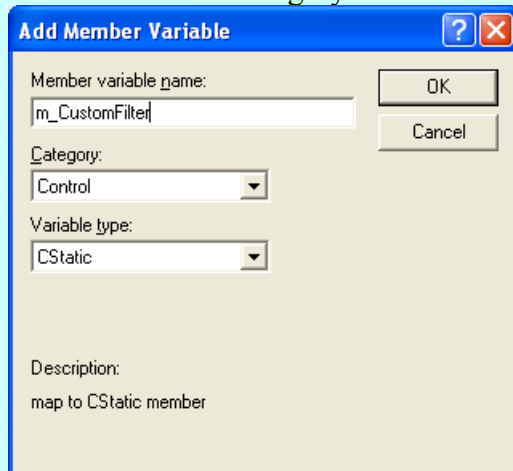 Add Member Variable
Member variable name:
OK
m_CustomFilter
Cancel
Category:
Control
Variable type:
CStatic
Description:
map to CStatic member